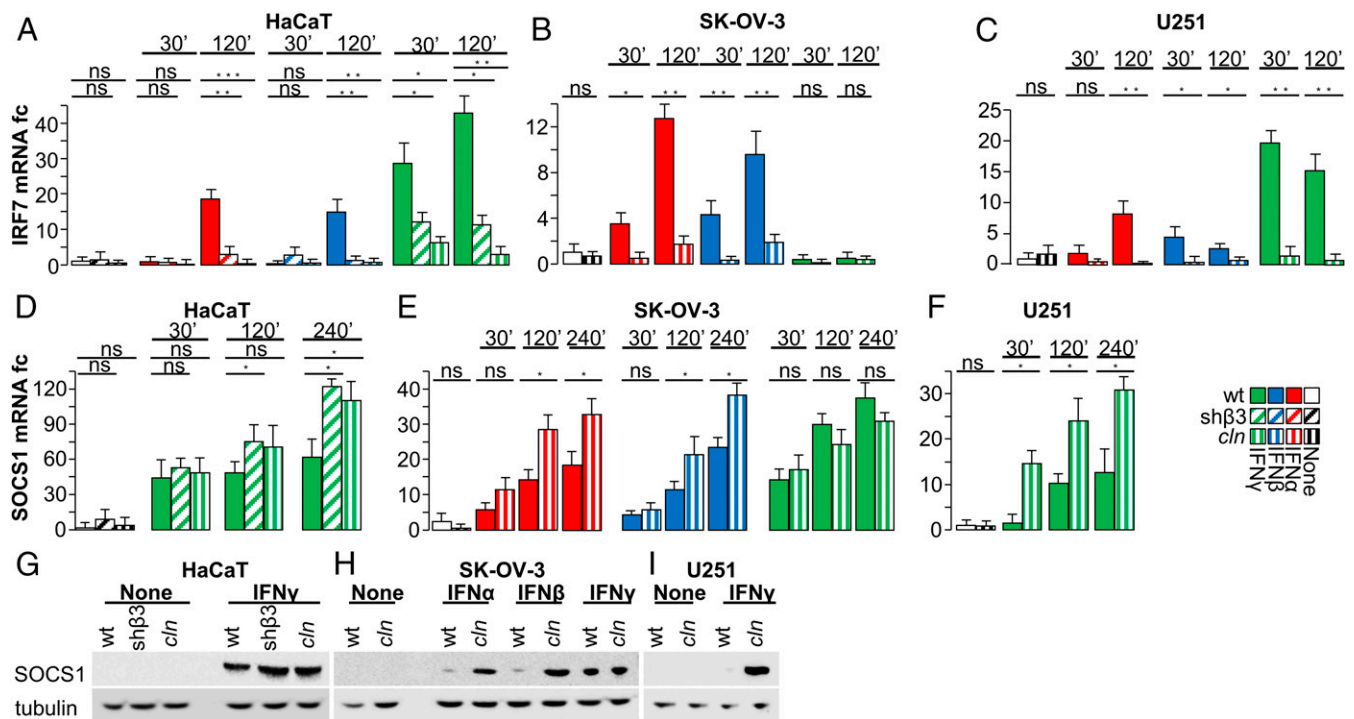 A HaCaT
30' 120' 30' 120' 30' 120'
* *
ns ns * * * ns * * * *
ns ns * * ns * * *
IRF7 mRNA fc
40
30
20
10
0
B SK-OV-3
30' 120' 30' 120' 30' 120'
ns * * * * * * * ns ns
12
8
4
0
C U251
30' 120' 30' 120' 30' 120'
ns ns * * * * * * * *
25
20
15
10
5
0
D HaCaT
30' 120' 240'
ns ns ns *
ns ns * *
SOCS1 mRNA fc
120
90
60
30
0
E SK-OV-3
30' 120' 240' 30' 120' 240' 30' 120' 240'
ns ns * * ns * * ns ns ns
40
30
20
10
0
F U251
30' 120' 240'
ns * * *
30
20
10
0
wt
shβ3
cln
IFNγ
IFNβ
IFNα
None
G HaCaT
None IFNγ
wt shβ3 cln wt shβ3 cln
H SK-OV-3
None IFNα IFNβ IFNγ
wt cln wt cln wt cln wt cln
I U251
None IFNγ
wt cln wt cln
SOCS1
tubulin